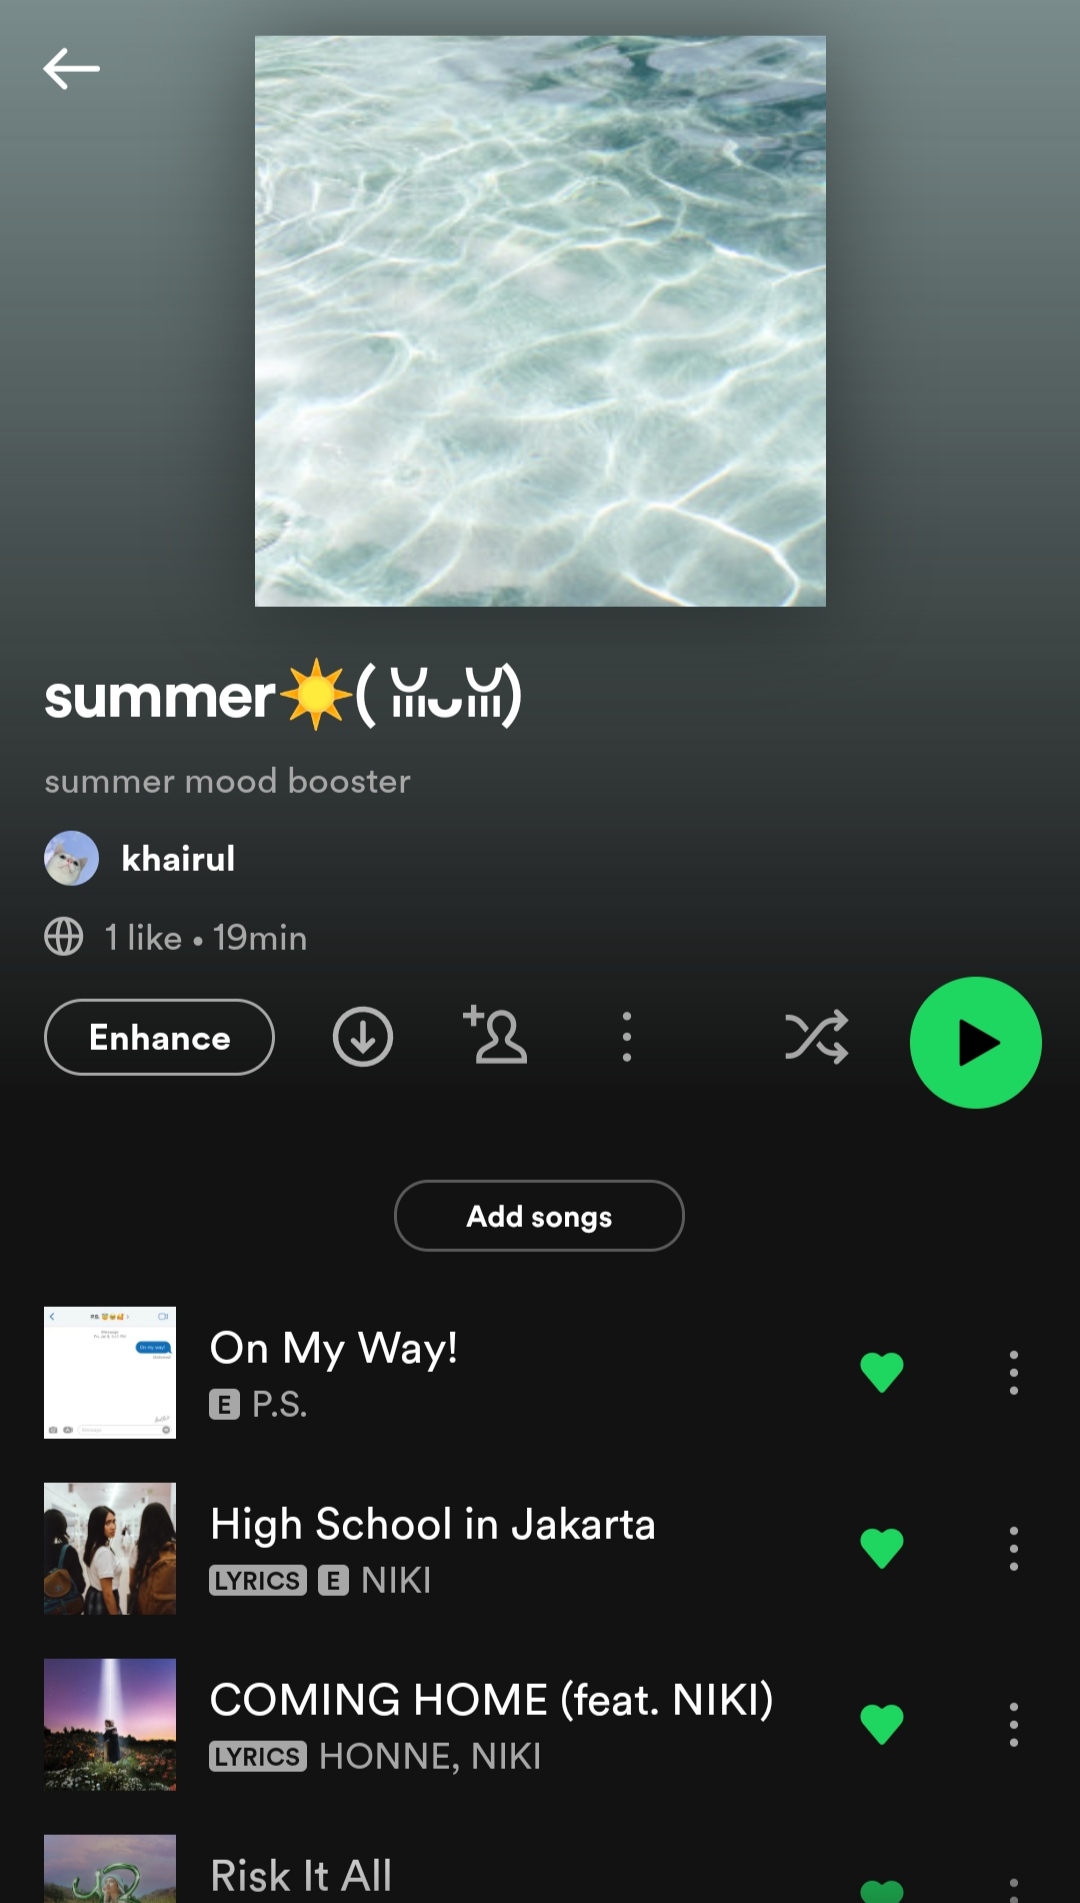 summer☀️( ꈍᴗꈍ)
summer mood booster
khairul
1 like • 19min
Enhance
Add songs
On My Way!
E P.S.
High School in Jakarta
LYRICS E NIKI
COMING HOME (feat. NIKI)
LYRICS HONNE, NIKI
Risk It All